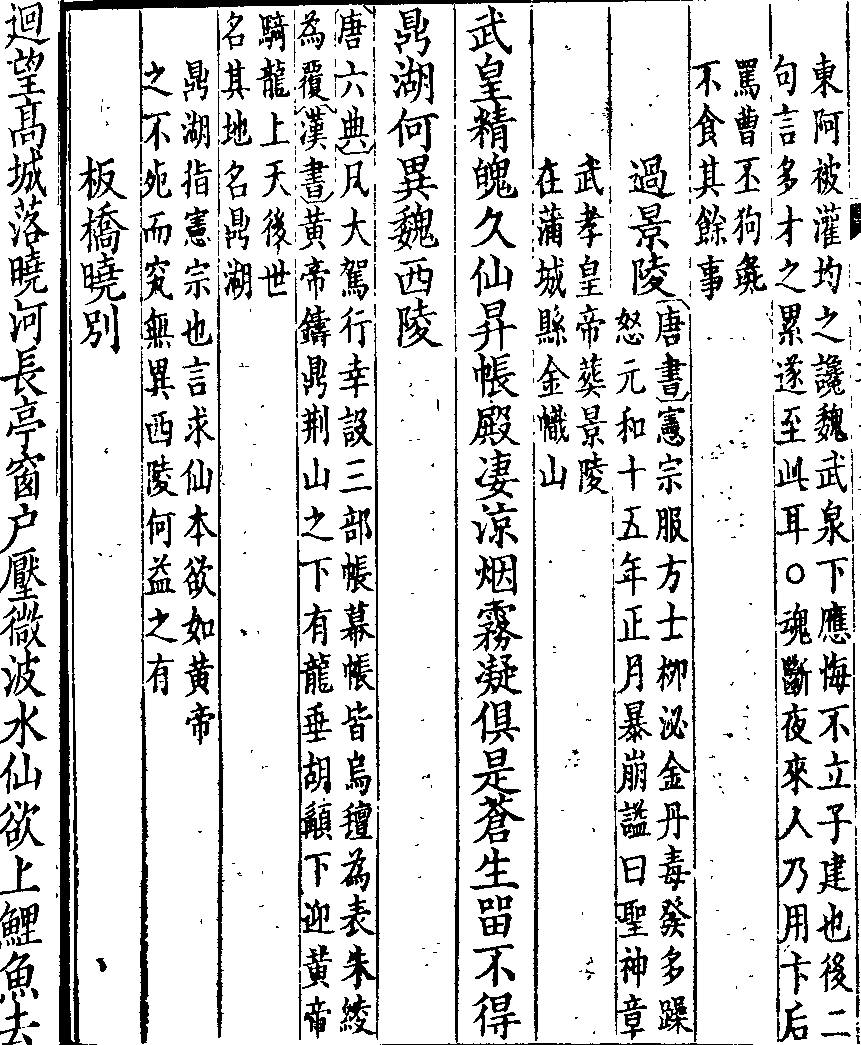 東阿被灌均之讒魏武泉下應悔不立子建也後二
句言多才之累遂至此耳○魂斷夜來人乃用卞后
罵曹丕狗彘
不食其餘事
過景陵
唐書憲宗服方士柳泌金丹毒發多躁
怒元和十五年正月暴崩諡曰聖神章
武孝皇帝葬景陵
在蒲城縣金幟山
武皇精魄久仙昇帳殿凄涼烟霧凝俱是蒼生留不得
鼎湖何異魏西陵
唐六典凡大駕行幸設三部帳幕帳皆烏氊為表朱綾
為覆漢書黃帝鑄鼎荆山之下有龍垂胡䫇下迎黃帝
騎龍上天後世
名其地名鼎湖
鼎湖指憲宗也言求仙本欲如黃帝
之不死而究無異西陵何益之有
板橋曉别
迴望高城落曉河長亭窗户壓微波水仙欲上鯉魚去